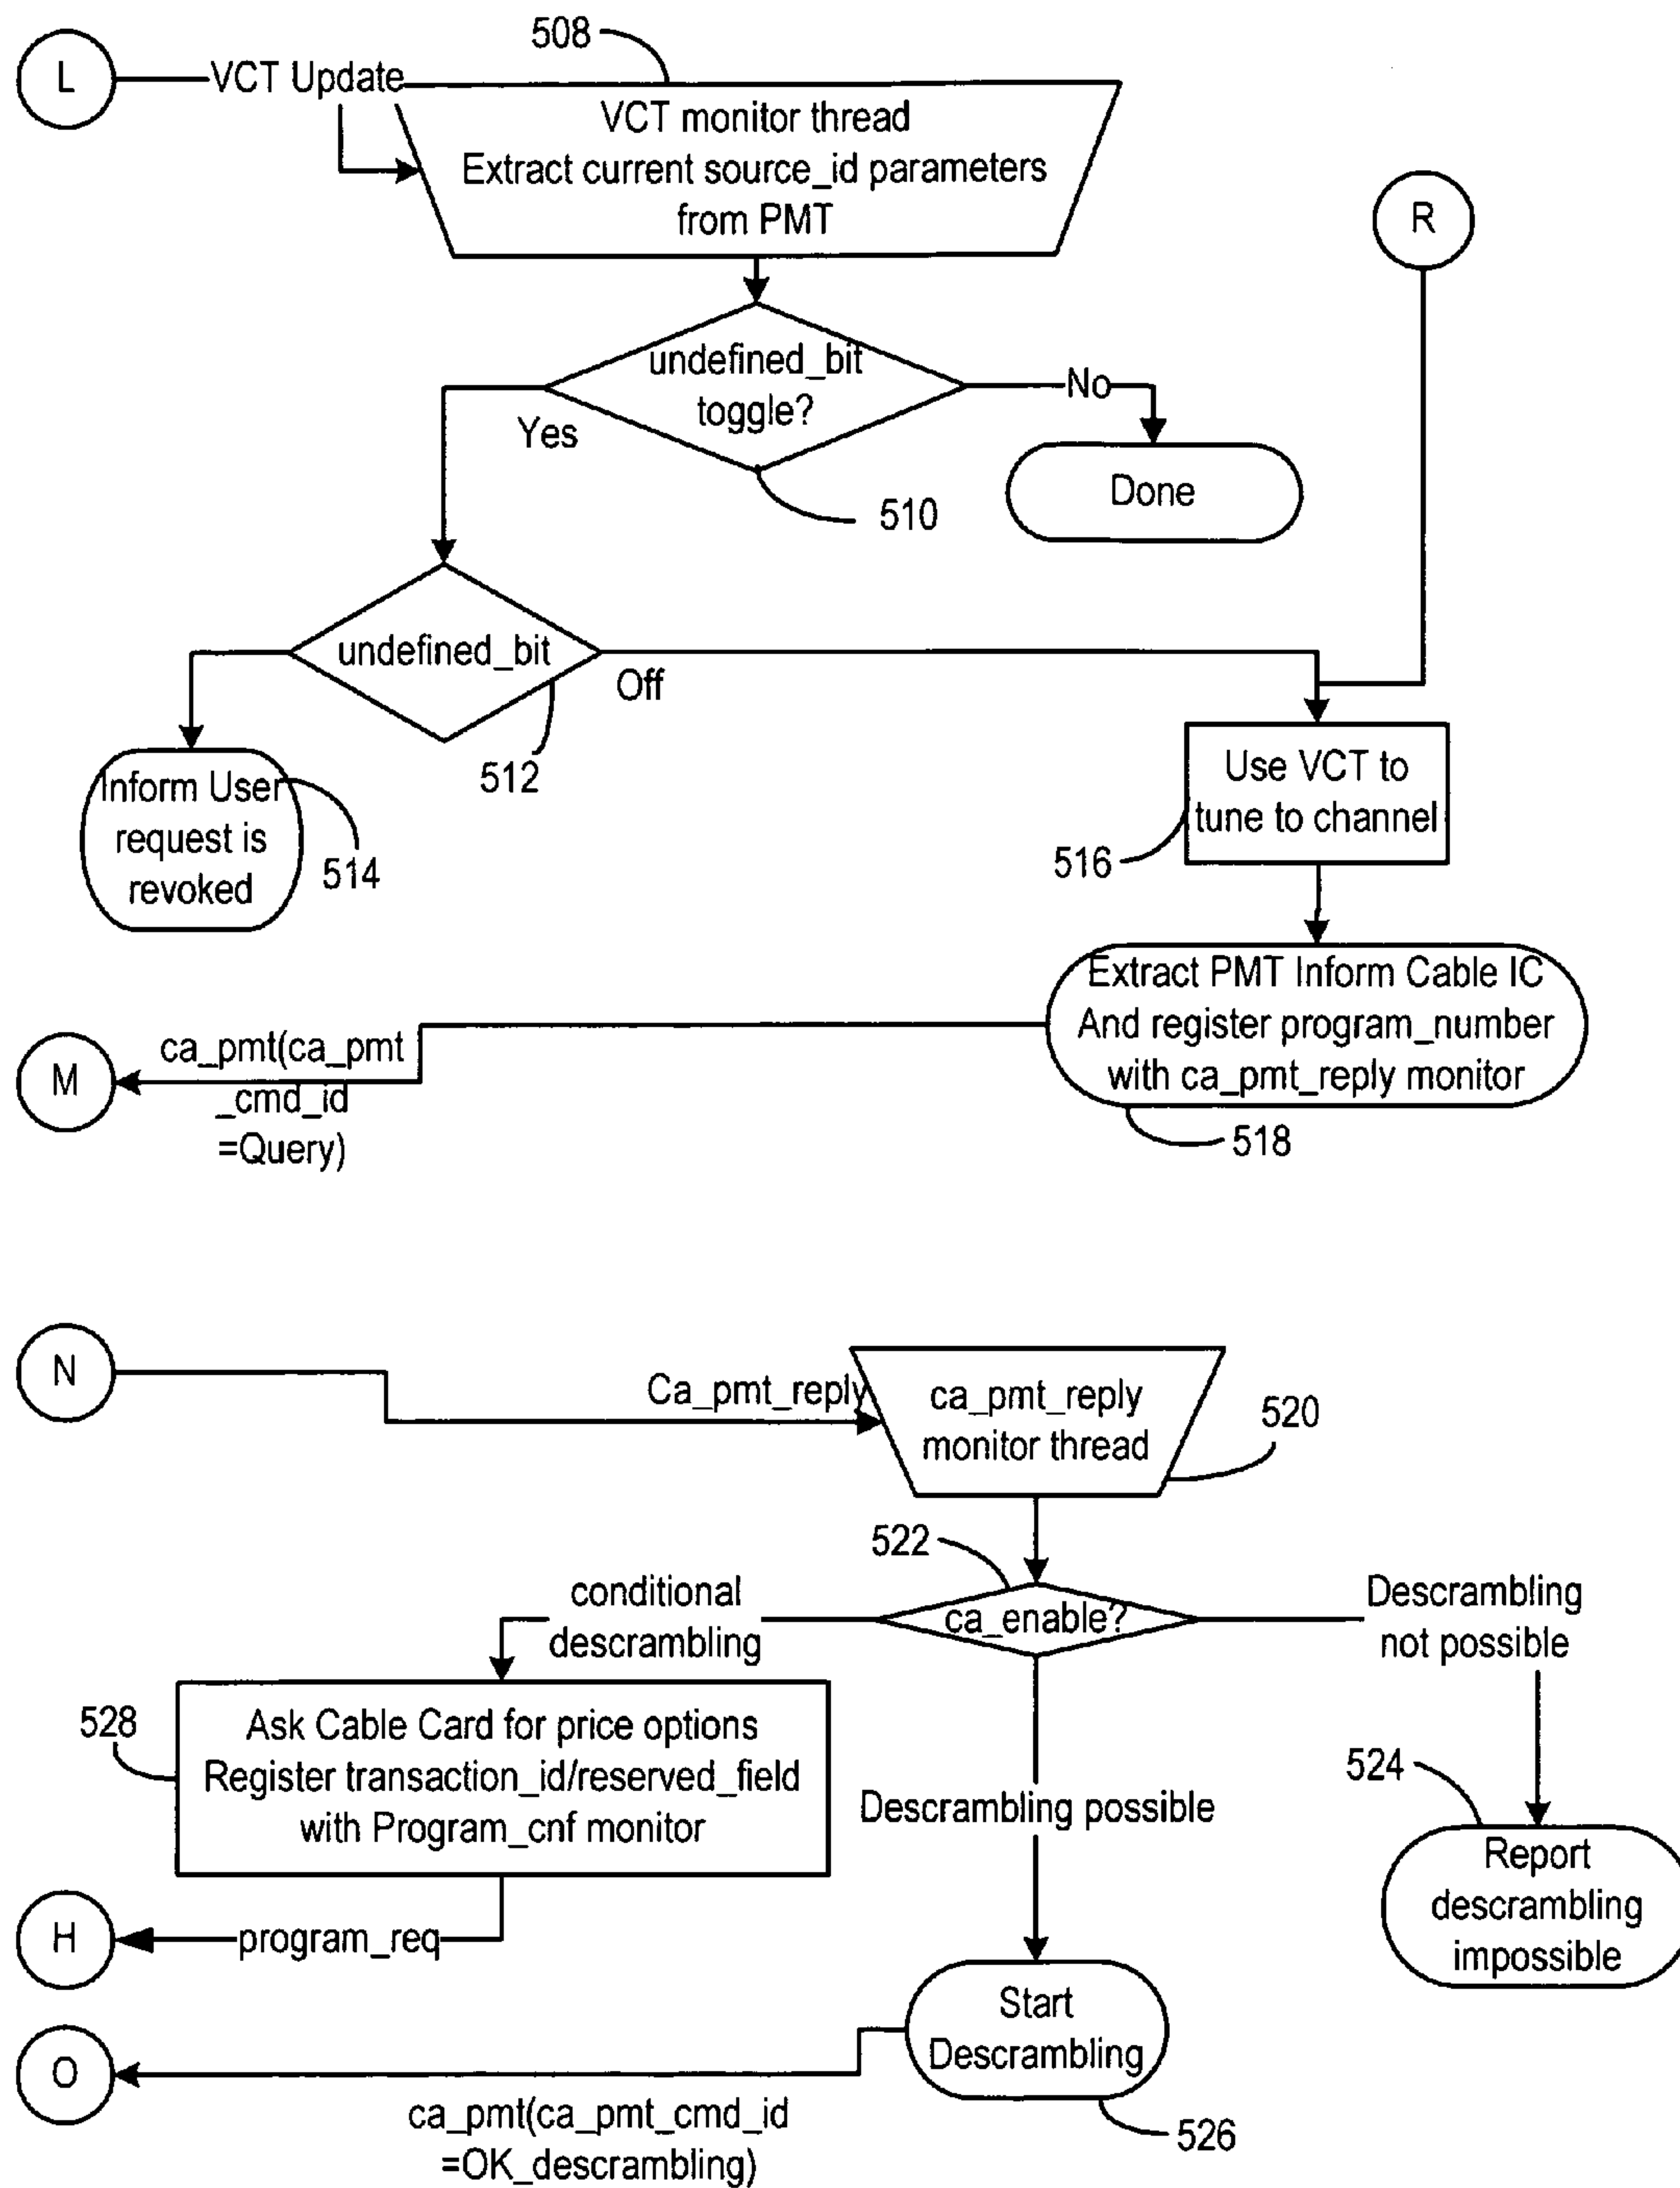 508
L
VCT Update
VCT monitor thread
Extract current source_id parameters
from PMT
R
undefined_bit
toggle?
No
Yes
Done
510
undefined_bit
Off
512
Inform User
request is
revoked
514
Use VCT to
tune to channel
516
Extract PMT Inform Cable IC
And register program_number
with ca_pmt_reply monitor
518
M
ca_pmt(ca_pmt
_cmd_id
=Query)
N
Ca_pmt_reply
ca_pmt_reply
monitor thread
520
522
ca_enable?
conditional
descrambling
Descrambling
not possible
528
Ask Cable Card for price options
Register transaction_id/reserved_field
with Program_cnf monitor
Descrambling possible
524
Report
descrambling
impossible
H
program_req
Start
Descrambling
O
ca_pmt(ca_pmt_cmd_id
=OK_descrambling)
526